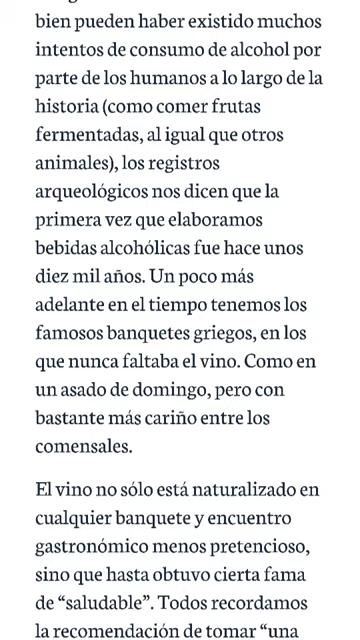 bien pueden haber existido muchos
intentos de consumo de alcohol por
parte de los humanos a lo largo de la
historia (como comer frutas
fermentadas, al igual que otros
animales), los registros
arqueológicos nos dicen que la
primera vez que elaboramos
bebidas alcohólicas fue hace unos
diez mil años. Un poco más
adelante en el tiempo tenemos los
famosos banquetes griegos, en los
que nunca faltaba el vino. Como en
un asado de domingo, pero con
bastante más cariño entre los
comensales.
El vino no sólo está naturalizado en
cualquier banquete y encuentro
gastronómico menos pretencioso,
sino que hasta obtuvo cierta fama
de “saludable”. Todos recordamos
la recomendación de tomar “una